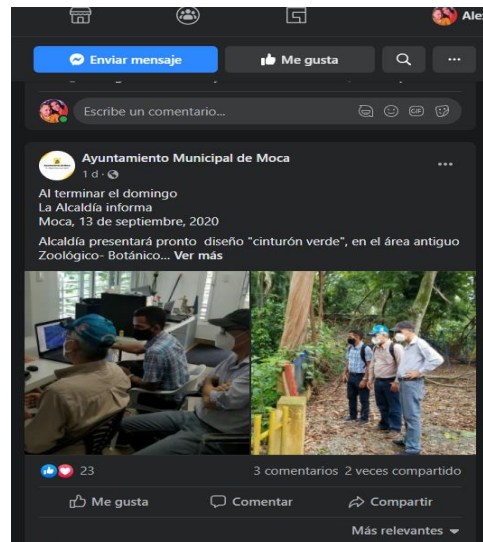 Ale
Enviar mensaje
Me gusta
Escribe un comentario...
GIF
Ayuntamiento Municipal de Moca
1 d ·
Al terminar el domingo
La Alcaldía informa
Moca, 13 de septiembre, 2020
Alcaldía presentará pronto diseño "cinturón verde", en el área antiguo
Zoológico- Botánico... Ver más
23
3 comentarios 2 veces compartido
Me gusta
Comentar
Compartir
Más relevantes